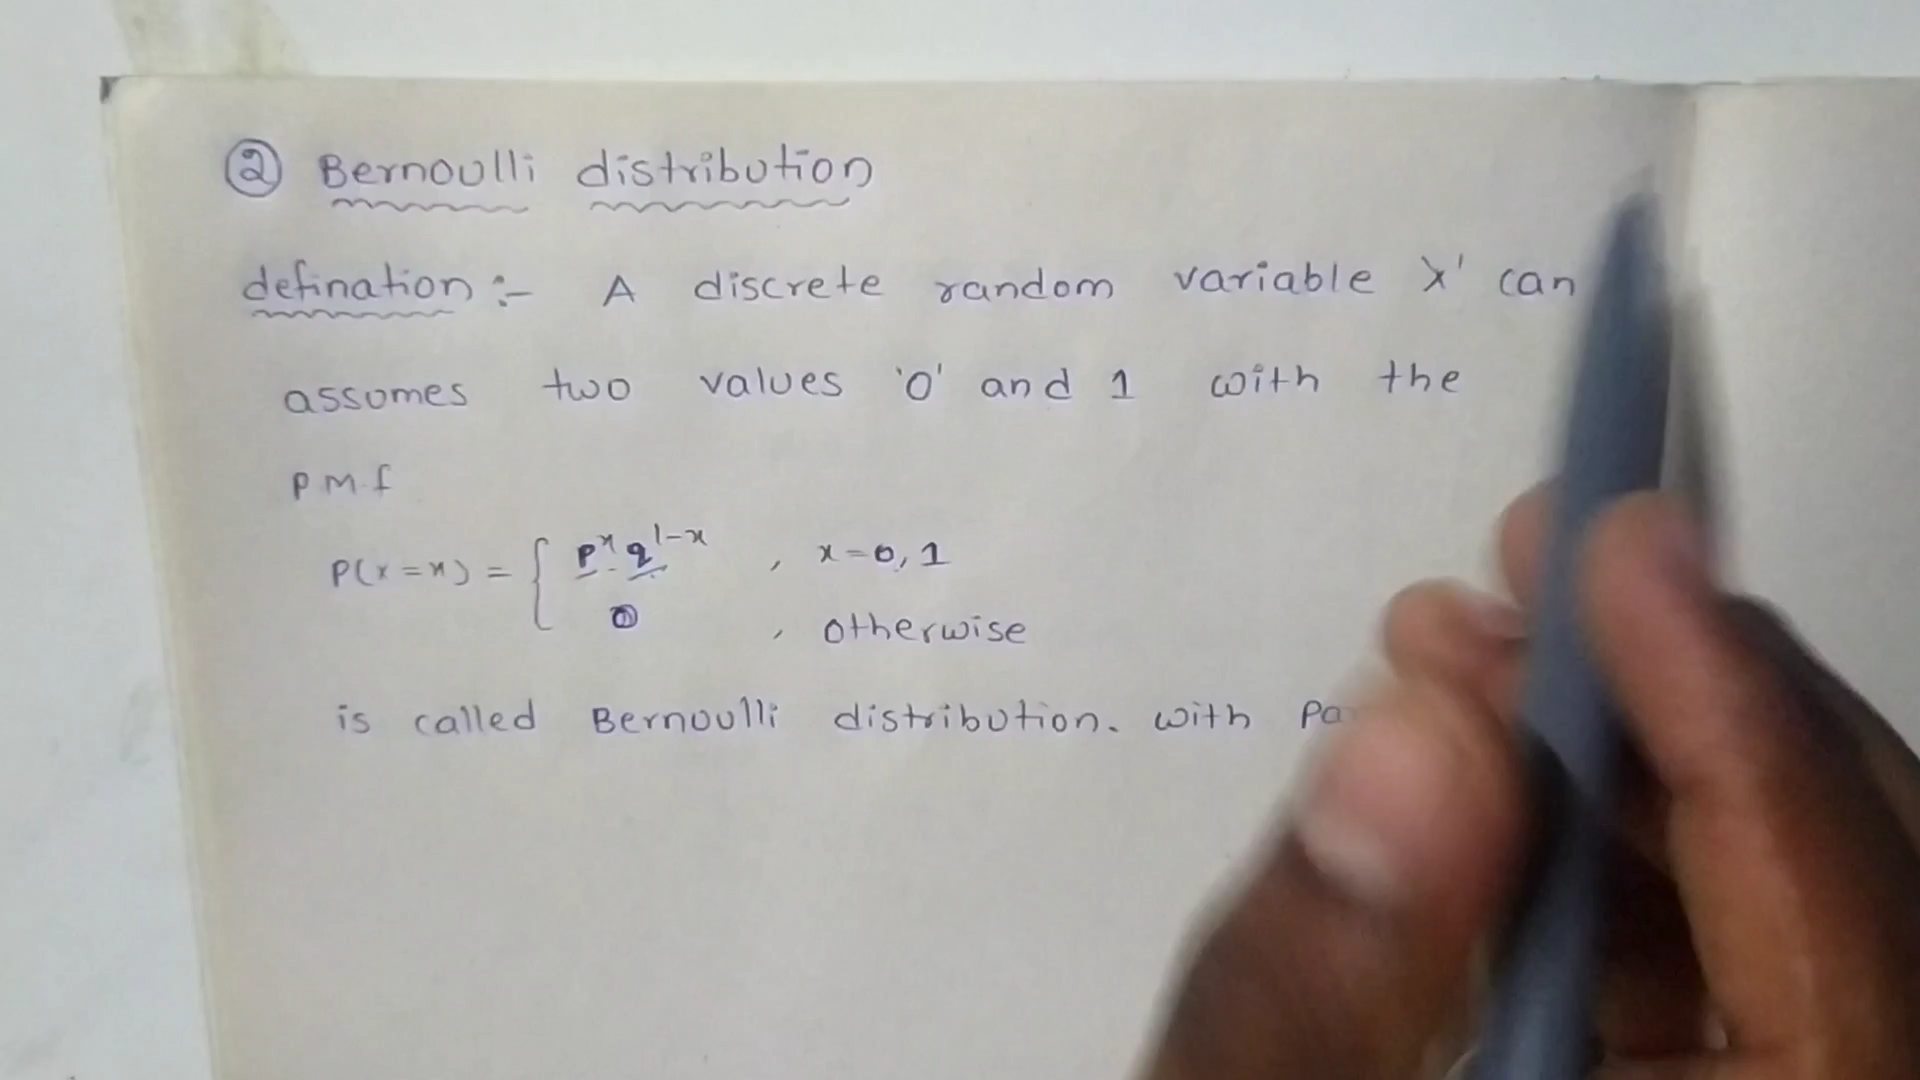 ② Bernoulli distribution
defination :- A discrete random variable X' can
assumes two values '0' and 1 with the
P.M.f
P(x=x) = { p^x q^1-x , x=0,1
0 , otherwise
is called Bernoulli distribution. with